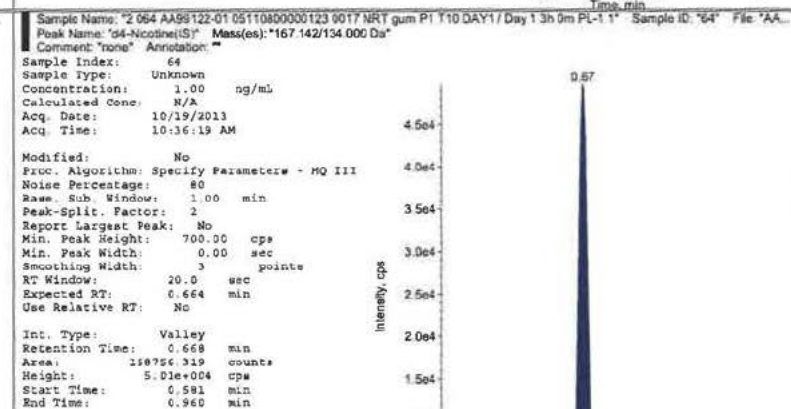 Time, min
Sample Name: "2 064 AA99122-01 05110800000123 0017 NRT gum P1 T10 DAY1 / Day 1 3h 0m PL-1 1" Sample ID: "64" File: "AA...
Peak Name: "d4-Nicotine(IS)" Mass(es): "167.142/134.000 Da"
Comment: "none" Annotation: ""
Sample Index: 64
Sample Type: Unknown
Concentration: 1.00 ng/mL
Calculated Conc: N/A
Acq. Date: 10/19/2013
Acq. Time: 10:36:19 AM
Modified: No
Proc. Algorithm: Specify Parameters - MQ III
Noise Percentage: 80
Base. Sub. Window: 1.00 min
Peak-Split. Factor: 2
Report Largest Peak: No
Min. Peak Height: 700.00 cps
Min. Peak Width: 0.00 sec
Smoothing Width: 3 points
RT Window: 20.0 sec
Expected RT: 0.664 min
Use Relative RT: No
Int. Type: Valley
Retention Time: 0.668 min
Area: 158756.319 counts
Height: 5.01e+004 cps
Start Time: 0.581 min
End Time: 0.960 min
0.67
Intensity, cps
4.5e4
4.0e4
3.5e4
3.0e4
2.5e4
2.0e4
1.5e4